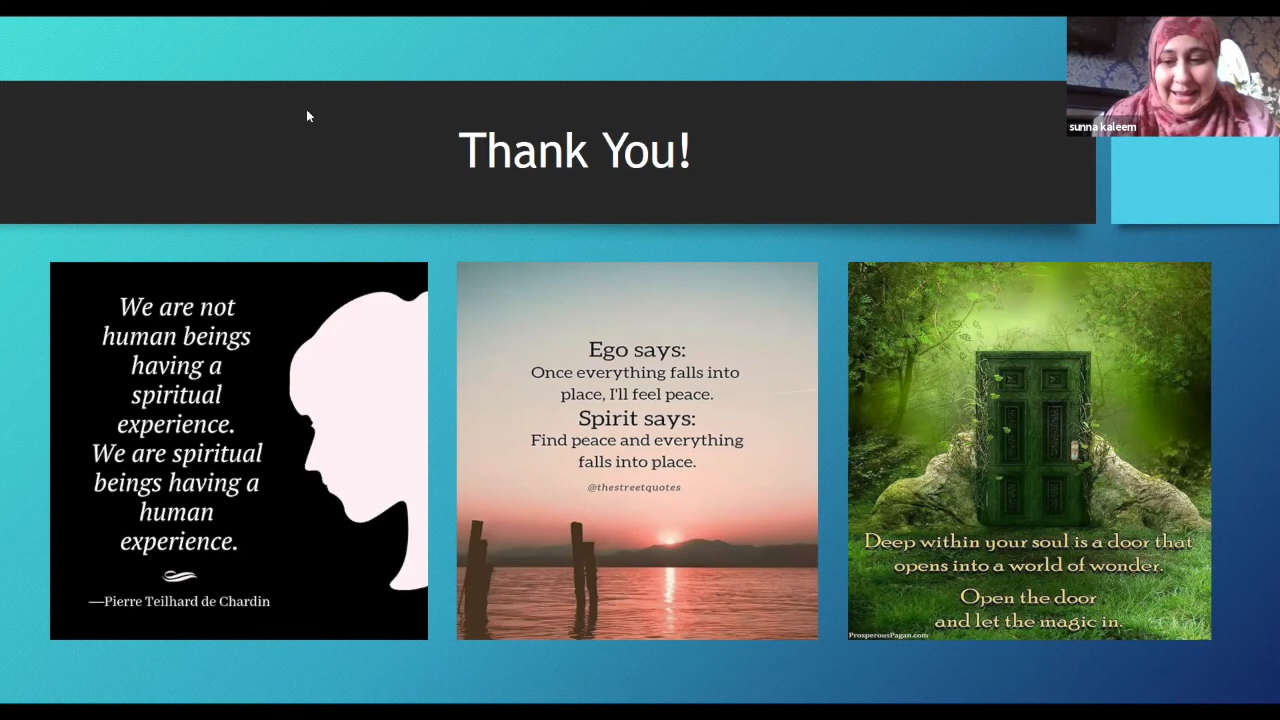 sunna kaleem
Thank You!
We are not
human beings
having a
spiritual
experience.
We are spiritual
beings having a
human
experience.
—Pierre Teilhard de Chardin
Ego says:
Once everything falls into
place, I'll feel peace.
Spirit says:
Find peace and everything
falls into place.
@thestreetquotes
Deep within your soul is a door that
opens into a world of wonder.
Open the door
and let the magic in.
ProsperousPagan.com